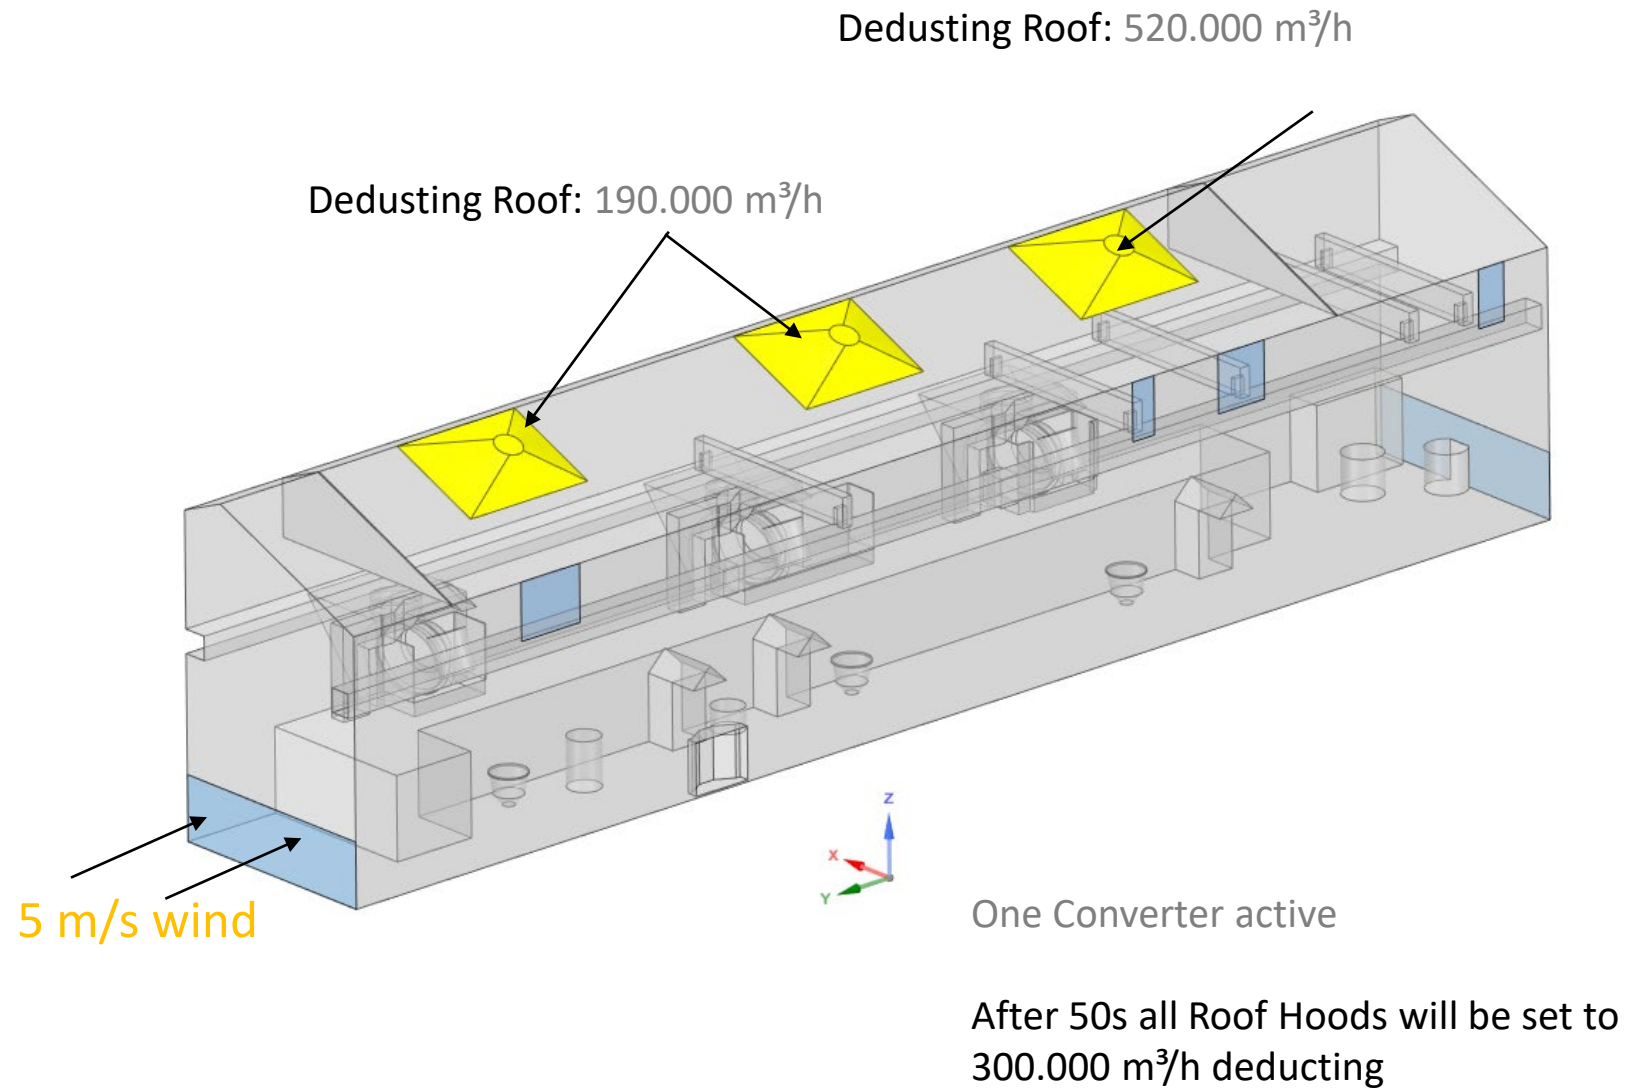 Dedusting Roof: 520.000 m³/h
Dedusting Roof: 190.000 m³/h
Z
X
Y
5 m/s wind
One Converter active
After 50s all Roof Hoods will be set to
300.000 m³/h deducting